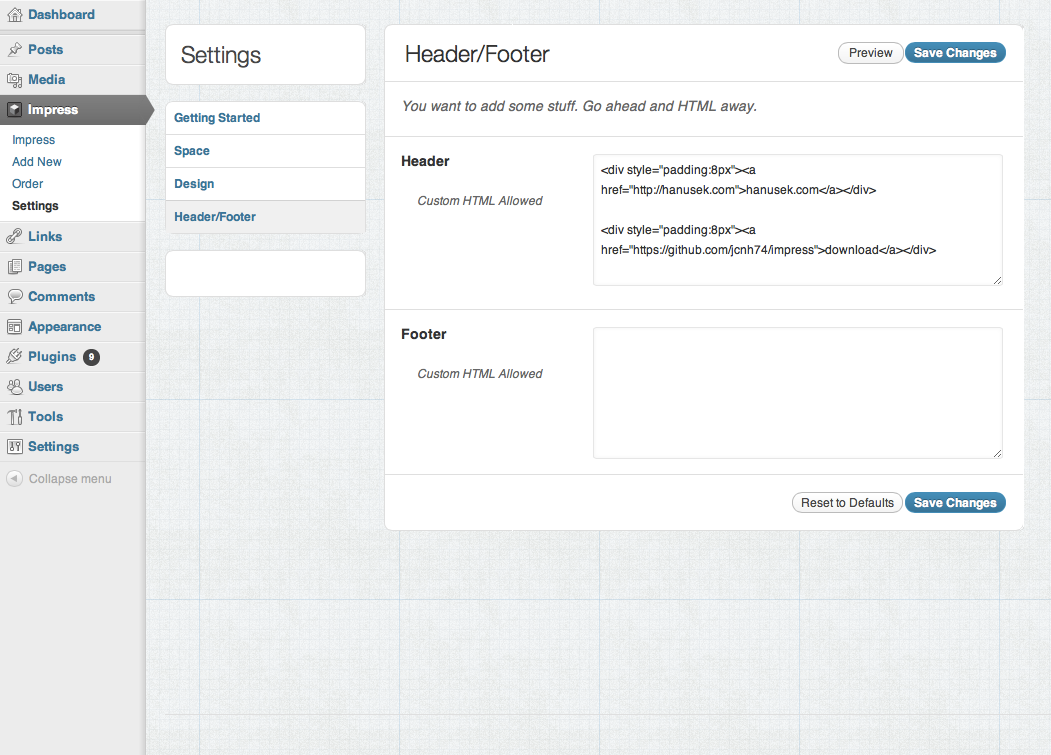 Dashboard
Posts
Media
Impress
Impress
Add New
Order
Settings
Links
Pages
Comments
Appearance
Plugins 9
Users
Tools
Settings
Collapse menu
Settings
Getting Started
Space
Design
Header/Footer
Header/Footer
Preview
Save Changes
You want to add some stuff. Go ahead and HTML away.
Header
Custom HTML Allowed
<div style="padding:8px"><a
href="http://hanusek.com">hanusek.com</a></div>
<div style="padding:8px"><a
href="https://github.com/jcnh74/impress">download</a></div>
Footer
Custom HTML Allowed
Reset to Defaults
Save Changes